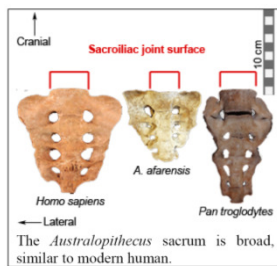 Cranial
Sacroiliac joint surface
10 cm
Homo sapiens
A. afarensis
Pan troglodytes
Lateral
The Australopithecus sacrum is broad,
similar to modern human.